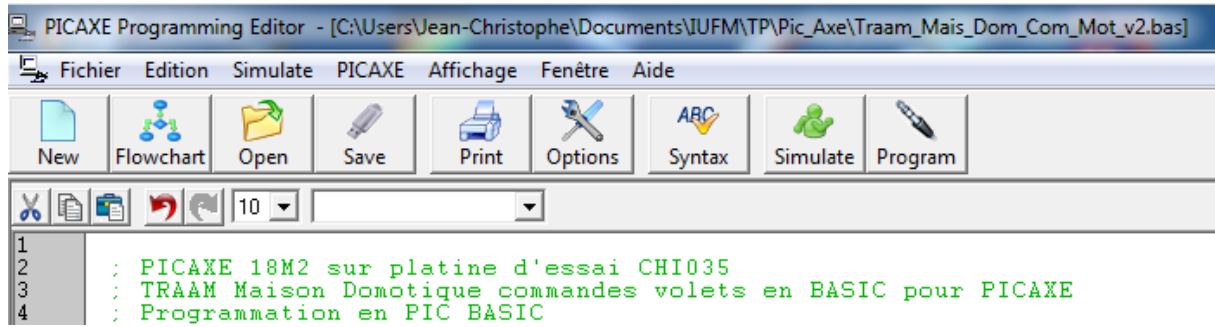 PICAXE Programming Editor - [C:\Users\Jean-Christophe\Documents\IUFM\TP\Pic_Axe\Traam_Mais_Dom_Com_Mot_v2.bas]
Fichier Edition Simulate PICAXE Affichage Fenêtre Aide
ABC
New Flowchart Open Save Print Options Syntax Simulate Program
10
1
2 ; PICAXE 18M2 sur platine d'essai CHI035
3 ; TRAAM Maison Domotique commandes volets en BASIC pour PICAXE
4 ; Programmation en PIC BASIC